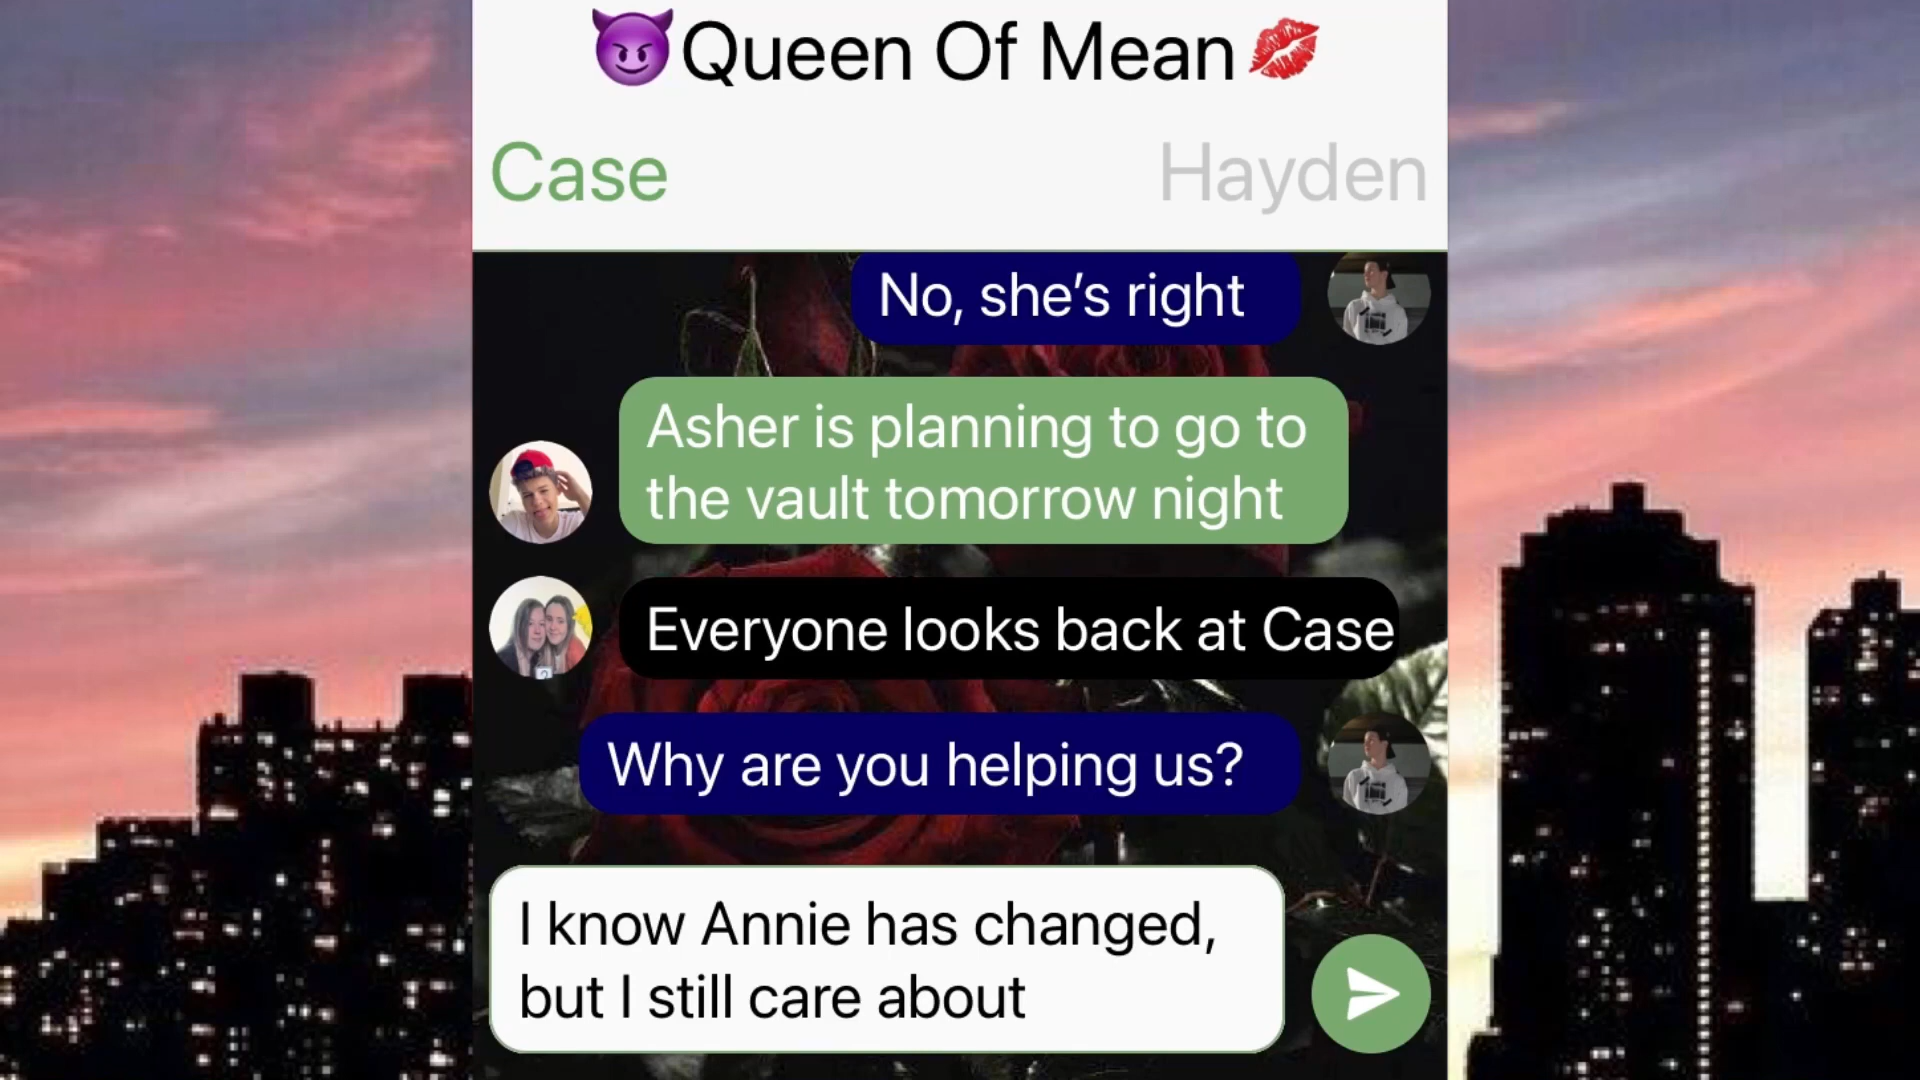 😈Queen Of Mean💋
Case
Hayden
No, she’s right
Asher is planning to go to
the vault tomorrow night
Everyone looks back at Case
Why are you helping us?
I know Annie has changed,
but I still care about